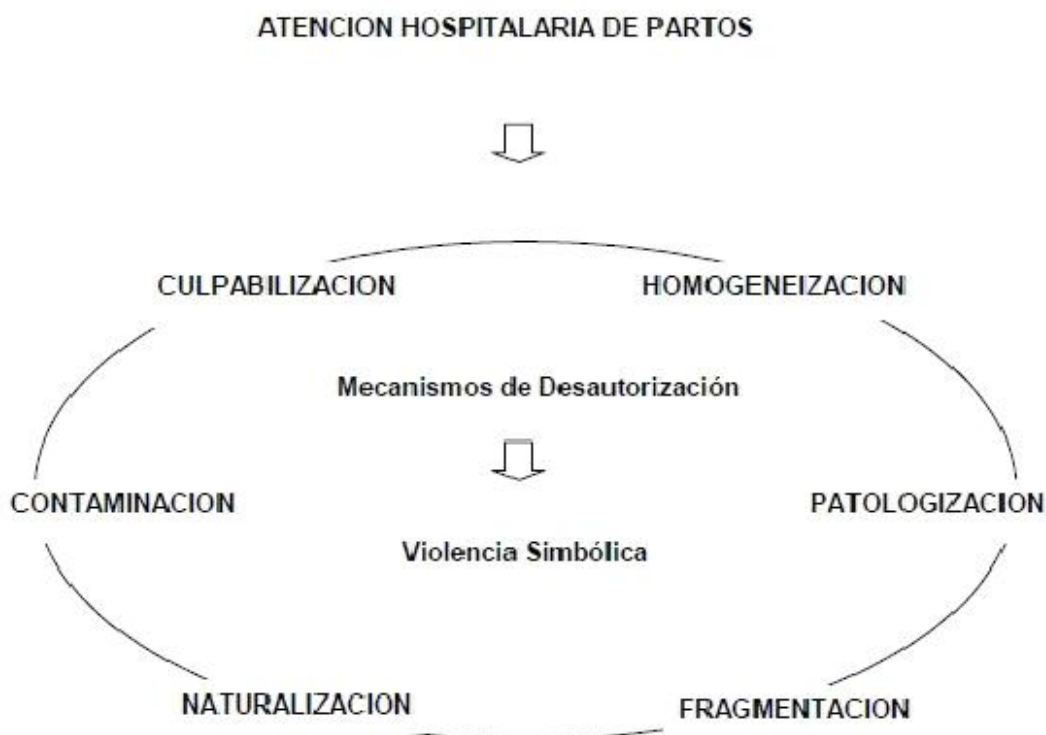 ATENCION HOSPITALARIA DE PARTOS
CULPABILIZACION
HOMOGENEIZACION
Mecanismos de Desautorización
CONTAMINACION
PATOLOGIZACION
Violencia Simbólica
NATURALIZACION
FRAGMENTACION